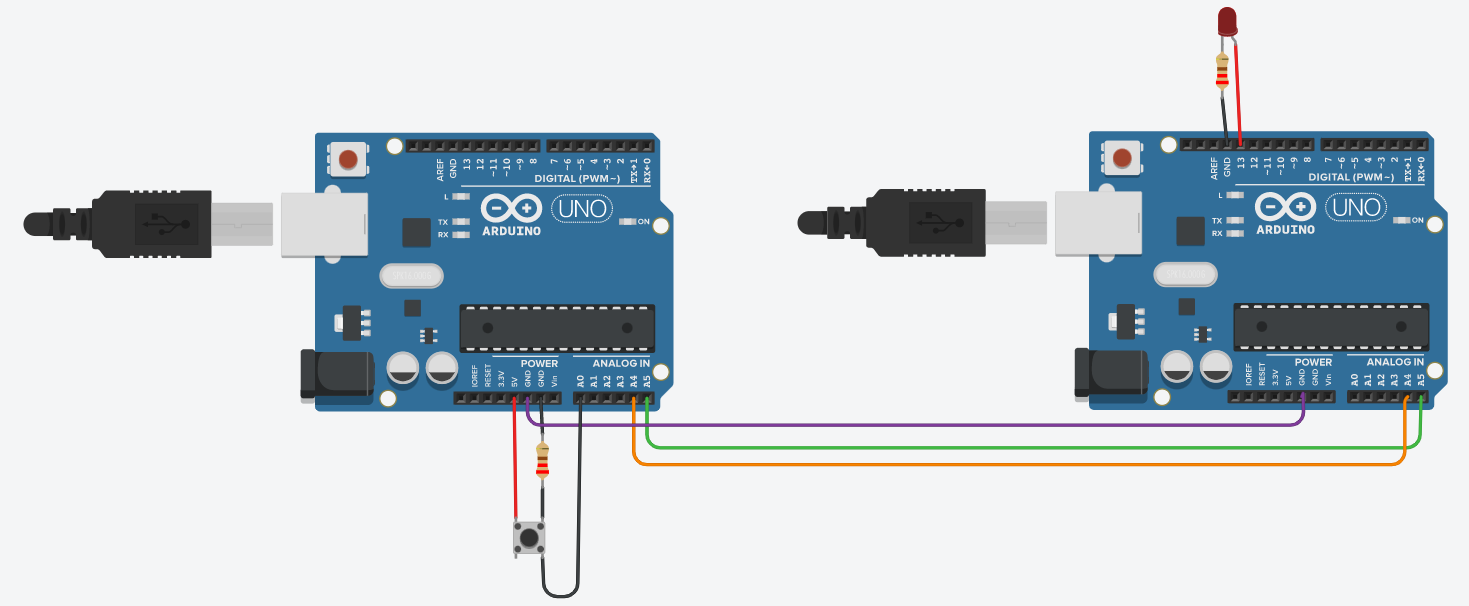 AREF
GND
13
12
~11
~10
~9
8
7
~6
~5
4
~3
2
TX→1
RX←0
DIGITAL (PWM~)
L
TX
RX
UNO
ON
ARDUINO
POWER
ANALOG IN
IOREF
RESET
3.3V
5V
GND
GND
Vin
A0
A1
A2
A3
A4
A5
AREF
GND
13
12
~11
~10
~9
8
7
~6
~5
4
~3
2
TX→1
RX←0
DIGITAL (PWM~)
L
TX
RX
UNO
ON
ARDUINO
POWER
ANALOG IN
IOREF
RESET
3.3V
5V
GND
GND
Vin
A0
A1
A2
A3
A4
A5